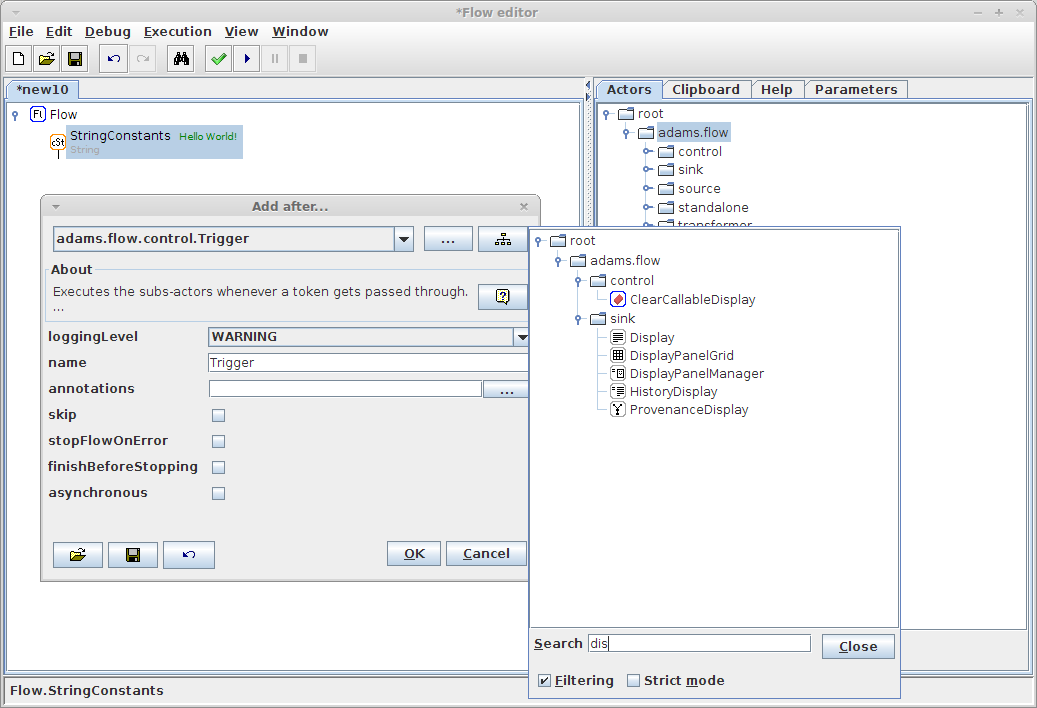 *Flow editor
File Edit Debug Execution View Window
*new10
Flow
StringConstants Hello World!
String
Actors Clipboard Help Parameters
root
adams.flow
control
sink
source
standalone
transformer
Add after...
adams.flow.control.Trigger
...
About
Executes the subs-actors whenever a token gets passed through.
...
loggingLevel WARNING
name Trigger
annotations ...
skip
stopFlowOnError
finishBeforeStopping
asynchronous
OK Cancel
root
adams.flow
control
ClearCallableDisplay
sink
Display
DisplayPanelGrid
DisplayPanelManager
HistoryDisplay
ProvenanceDisplay
Search dis Close
Filtering Strict mode
Flow.StringConstants